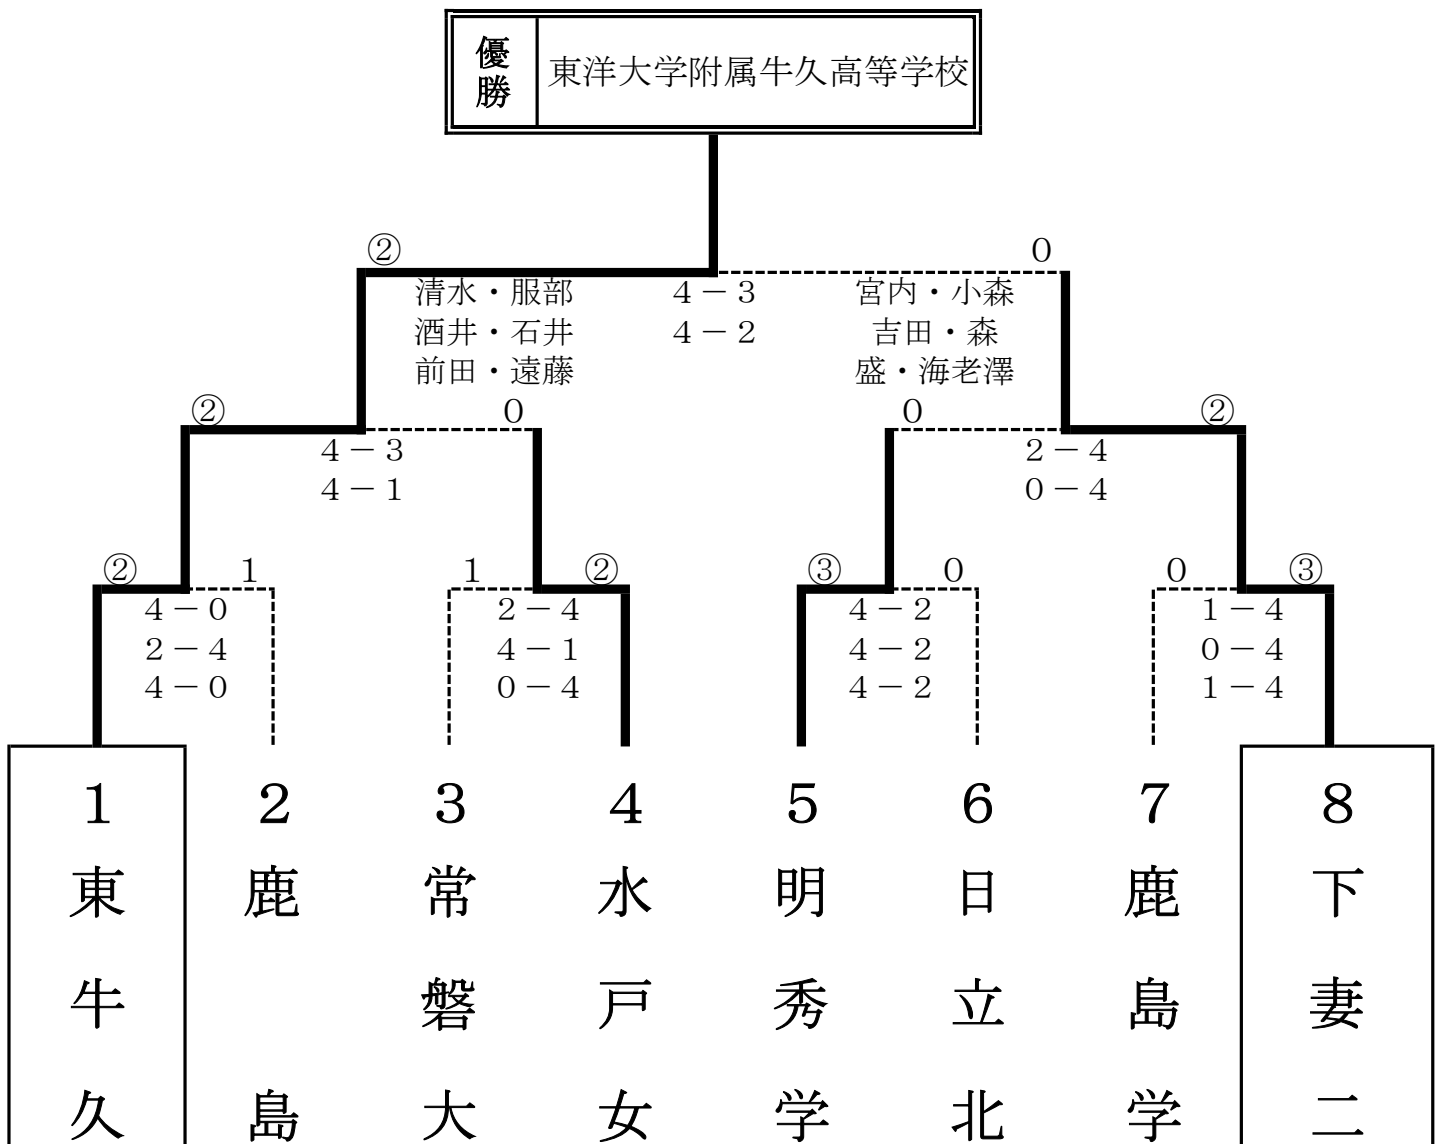 優勝
東洋大学附属牛久高等学校
② 0
清水・服部 4－3 宮内・小森
酒井・石井 4－2 吉田・森
前田・遠藤 盛・海老澤
② 0 0 ②
4－3 2－4
4－1 0－4
② 1 1 ② ③ 0 0 ③
4－0 2－4 4－2 1－4
2－4 4－1 4－2 0－4
4－0 0－4 4－2 1－4
1 2 3 4 5 6 7 8
東牛久
鹿島
常磐大
水戸女
明秀学
日立北
鹿島学
下妻二